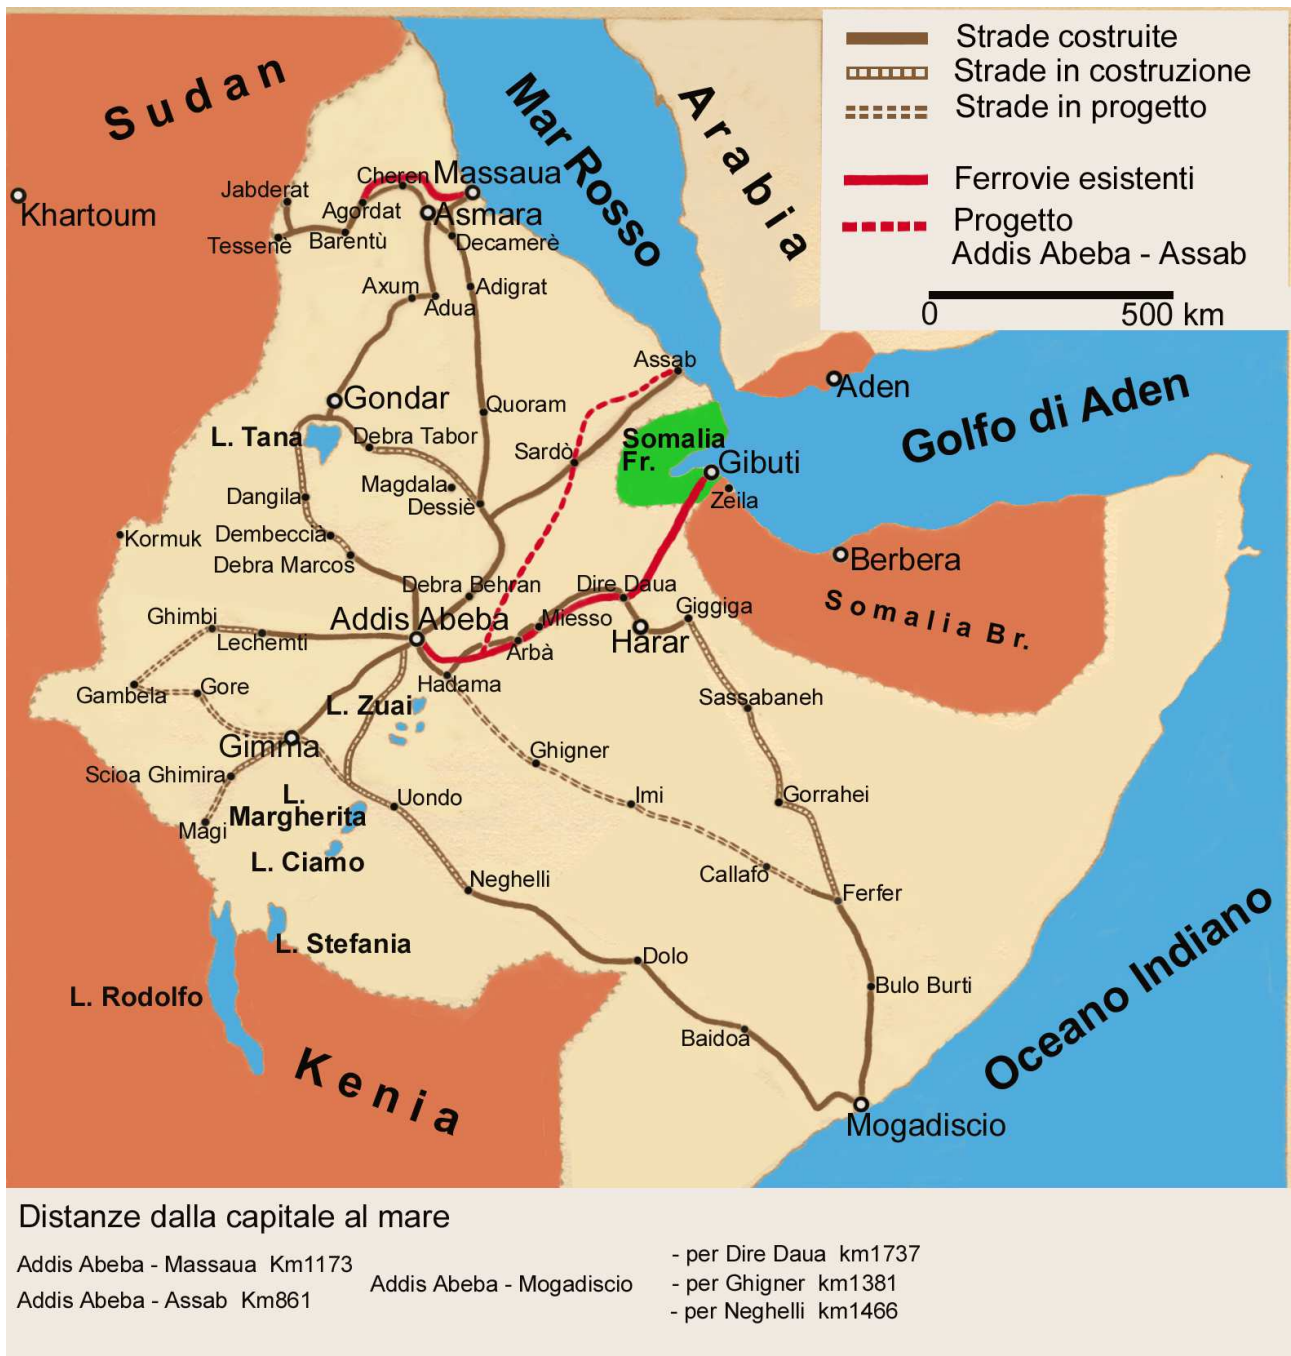 Strade costruite
Strade in costruzione
Strade in progetto
Ferrovie esistenti
Progetto
Addis Abeba - Assab
0 500 km
Sudan
Mar Rosso
Arabia
Khartoum
Jabderat
Cheren
Massaua
Agordat
Asmara
Tessenè
Barentù
Decamerè
Axum
Adua
Adigrat
Assab
Aden
Gondar
Quoram
Golfo di Aden
L. Tana
Debra Tabor
Somalia
Fr.
Sardò
Gibuti
Magdala
Dessiè
Zeila
Dangila
Kormuk
Dembeccià
Debra Marcos
Berbera
Debra Behran
Dire Daua
Somalia Br.
Ghimbi
Addis Abeba
Miesso
Giggiga
Lechemti
Harar
Arbà
Hadama
Gambela
Gore
L. Zuai
Sassabaneh
Gimma
Ghigner
Scioa Ghimira
L.
Margherita
Uondo
Imi
Gorrahei
Magi
L. Ciamo
Neghelli
Callafo
Ferfer
L. Stefania
Dolo
Oceano Indiano
L. Rodolfo
Bulo Burti
Baidoa
Kenia
Mogadiscio
Distanze dalla capitale al mare
Addis Abeba - Massaua Km1173
Addis Abeba - Assab Km861
Addis Abeba - Mogadiscio
- per Dire Daua km1737
- per Ghigner km1381
- per Neghelli km1466